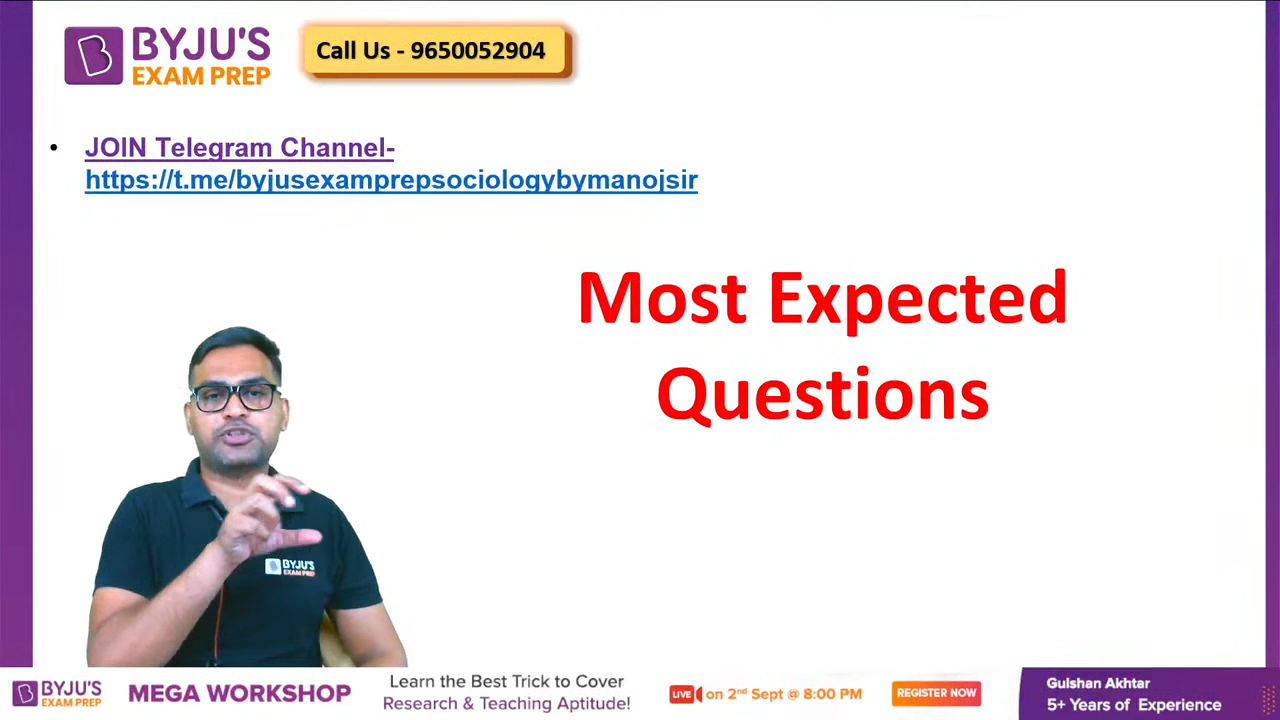 BYJU'S
EXAM PREP
Call Us - 9650052904
• JOIN Telegram Channel-
https://t.me/byjusexamprepsociologybymanojsir
Most Expected
Questions
BYJU'S
EXAM PREP
BYJU'S
EXAM PREP
MEGA WORKSHOP
Learn the Best Trick to Cover
Research & Teaching Aptitude!
LIVE on 2nd Sept @ 8:00 PM
REGISTER NOW
Gulshan Akhtar
5+ Years of Experience